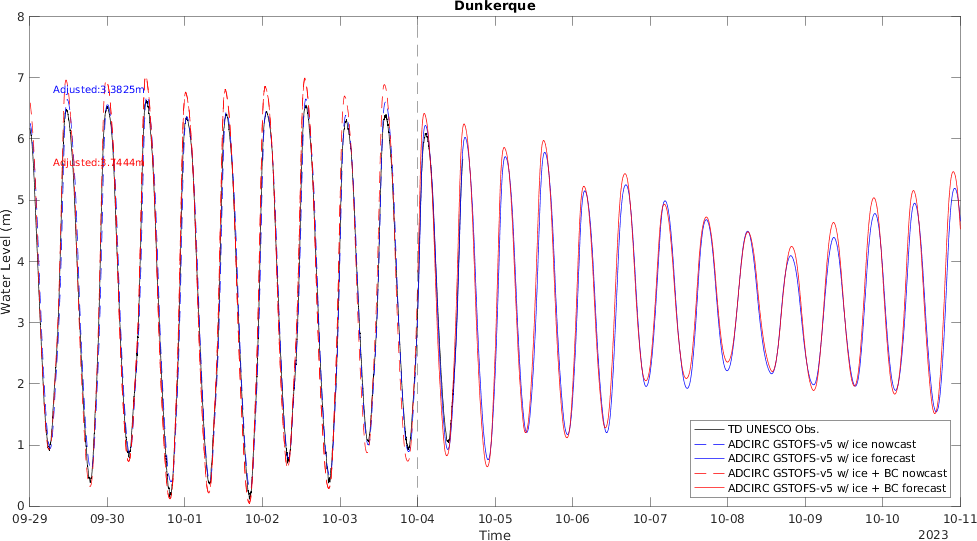 Dunkerque
8
7
6
5
4
3
2
1
0
Water Level (m)
Adjusted:3.3825m
Adjusted:3.7444m
TD UNESCO Obs.
ADCIRC GSTOFS-v5 w/ ice nowcast
ADCIRC GSTOFS-v5 w/ ice forecast
ADCIRC GSTOFS-v5 w/ ice + BC nowcast
ADCIRC GSTOFS-v5 w/ ice + BC forecast
09-29 09-30 10-01 10-02 10-03 10-04 10-05 10-06 10-07 10-08 10-09 10-10 10-11
Time
2023